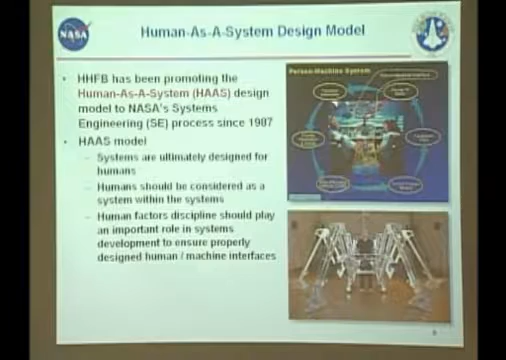 NASA
Human-As-A-System Design Model
• HHFB has been promoting the
Human-As-A-System (HAAS) design
model to NASA's Systems
Engineering (SE) process since 1987
• HAAS model
– Systems are ultimately designed for
humans
– Humans should be considered as a
system within the systems
– Human factors discipline should play
an important role in systems
development to ensure properly
designed human / machine interfaces
Person-Machine System